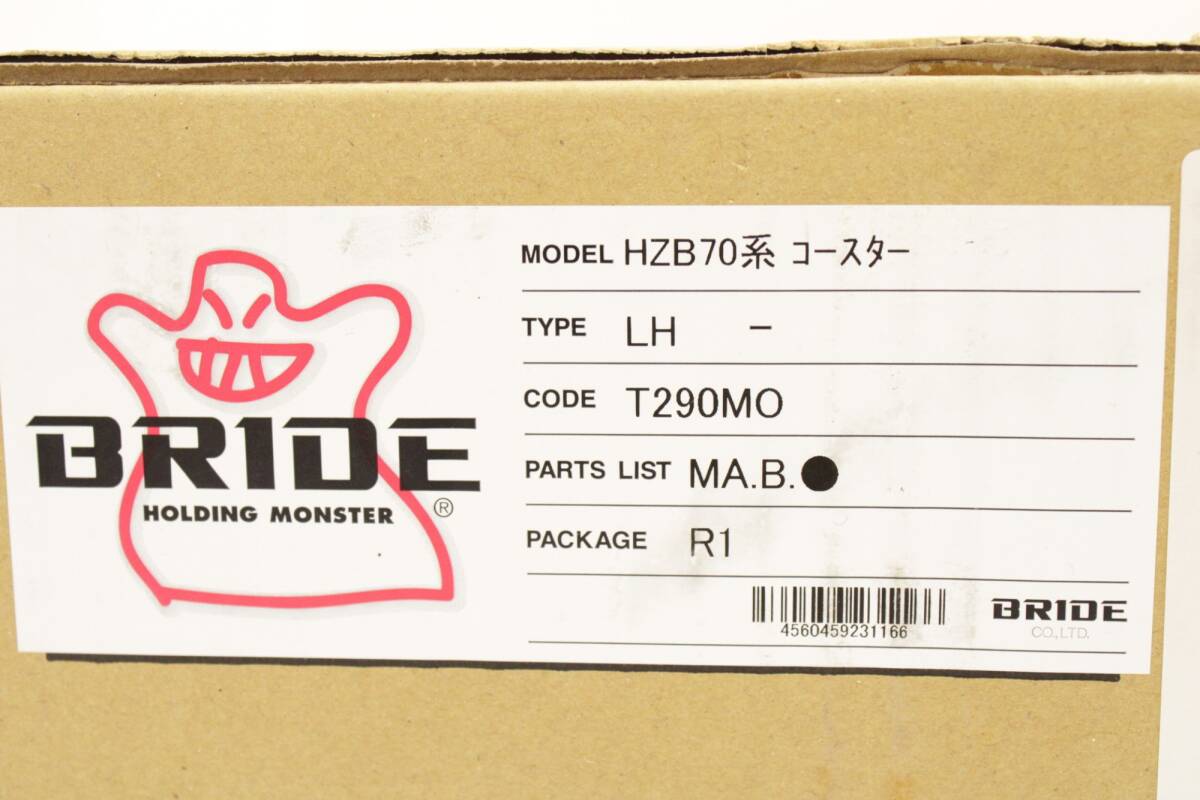 BRIDE
HOLDING MONSTER ®
MODEL HZB70系 コースター
TYPE LH －
CODE T290MO
PARTS LIST MA.B.●
PACKAGE R1
4560459231166
BRIDE
CO.,LTD.